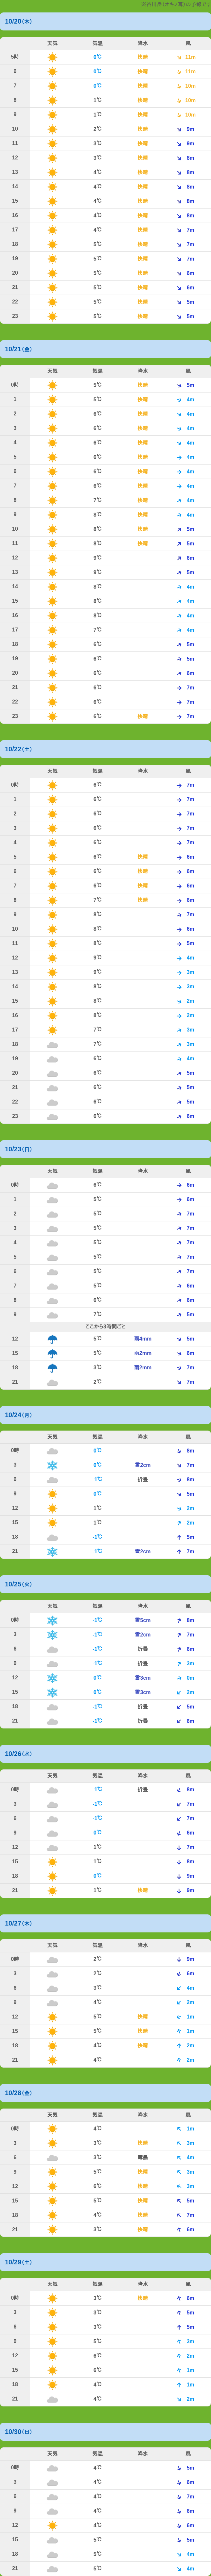 10/20(木)
天気 気温 降水 風
5時 0℃ 快晴 11m
6 0℃ 快晴 11m
7 0℃ 快晴 10m
8 1℃ 快晴 10m
9 1℃ 快晴 10m
10 2℃ 快晴 9m
11 3℃ 快晴 9m
12 3℃ 快晴 8m
13 4℃ 快晴 8m
14 4℃ 快晴 8m
15 4℃ 快晴 8m
16 4℃ 快晴 8m
17 4℃ 快晴 7m
18 5℃ 快晴 7m
19 5℃ 快晴 7m
20 5℃ 快晴 6m
21 5℃ 快晴 6m
22 5℃ 快晴 5m
23 5℃ 快晴 5m
10/21(金)
天気 気温 降水 風
0時 5℃ 快晴 5m
1 5℃ 快晴 4m
2 6℃ 快晴 4m
3 6℃ 快晴 4m
4 6℃ 快晴 4m
5 6℃ 快晴 4m
6 6℃ 快晴 4m
7 6℃ 快晴 4m
8 7℃ 快晴 4m
9 8℃ 快晴 4m
10 8℃ 快晴 5m
11 8℃ 快晴 5m
12 9℃ 6m
13 9℃ 5m
14 8℃ 4m
15 8℃ 4m
16 8℃ 4m
17 7℃ 4m
18 6℃ 5m
19 6℃ 5m
20 6℃ 6m
21 6℃ 7m
22 6℃ 7m
23 6℃ 快晴 7m
10/22(土)
天気 気温 降水 風
0時 6℃ 7m
1 6℃ 7m
2 6℃ 7m
3 6℃ 7m
4 6℃ 7m
5 6℃ 快晴 6m
6 6℃ 快晴 6m
7 6℃ 快晴 6m
8 7℃ 快晴 6m
9 8℃ 7m
10 8℃ 6m
11 8℃ 5m
12 9℃ 4m
13 9℃ 3m
14 8℃ 3m
15 8℃ 2m
16 8℃ 2m
17 7℃ 3m
18 7℃ 3m
19 6℃ 4m
20 6℃ 5m
21 6℃ 5m
22 6℃ 5m
23 6℃ 6m
10/23(日)
天気 気温 降水 風
0時 6℃ 6m
1 5℃ 6m
2 5℃ 7m
3 5℃ 7m
4 5℃ 7m
5 5℃ 7m
6 5℃ 7m
7 5℃ 6m
8 6℃ 6m
9 7℃ 5m
ここから3時間ごと
12 5℃ 雨4mm 5m
15 5℃ 雨2mm 6m
18 3℃ 雨2mm 7m
21 2℃ 7m
10/24(月)
天気 気温 降水 風
0時 0℃ 8m
3 0℃ 雪2cm 7m
6 -1℃ 折曇 8m
9 0℃ 5m
12 1℃ 2m
15 1℃ 2m
18 -1℃ 5m
21 -1℃ 雪2cm 7m
10/25(火)
天気 気温 降水 風
0時 -1℃ 雪5cm 8m
3 -1℃ 雪2cm 7m
6 -1℃ 折曇 6m
9 -1℃ 折曇 3m
12 0℃ 雪3cm 0m
15 0℃ 雪3cm 2m
18 -1℃ 折曇 5m
21 -1℃ 折曇 6m
10/26(水)
天気 気温 降水 風
0時 -1℃ 折曇 8m
3 -1℃ 7m
6 -1℃ 7m
9 0℃ 6m
12 1℃ 7m
15 1℃ 8m
18 0℃ 9m
21 1℃ 快晴 9m
10/27(木)
天気 気温 降水 風
0時 2℃ 9m
3 2℃ 6m
6 3℃ 4m
9 4℃ 2m
12 5℃ 快晴 1m
15 5℃ 快晴 1m
18 4℃ 快晴 2m
21 4℃ 快晴 2m
10/28(金)
天気 気温 降水 風
0時 4℃ 1m
3 3℃ 快晴 3m
6 3℃ 薄曇 4m
9 5℃ 快晴 3m
12 6℃ 快晴 3m
15 5℃ 快晴 5m
18 4℃ 快晴 7m
21 3℃ 快晴 6m
10/29(土)
天気 気温 降水 風
0時 3℃ 快晴 6m
3 3℃ 5m
6 3℃ 5m
9 5℃ 3m
12 6℃ 2m
15 6℃ 1m
18 4℃ 1m
21 4℃ 2m
10/30(日)
天気 気温 降水 風
0時 4℃ 5m
3 4℃ 6m
6 4℃ 7m
9 4℃ 6m
12 4℃ 6m
15 5℃ 5m
18 5℃ 4m
21 5℃ 4m